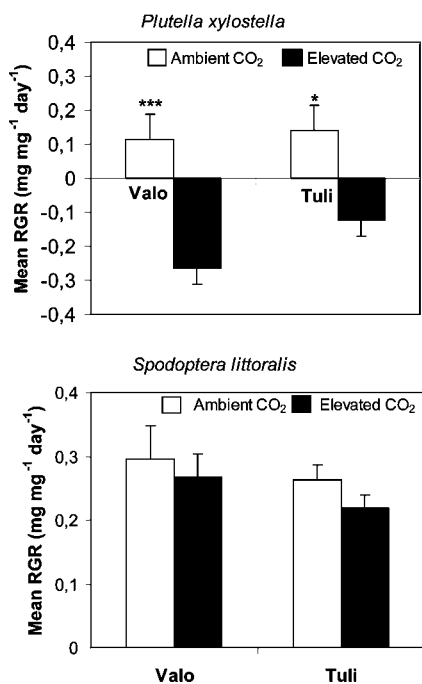 Plutella xylostella
Mean RGR (mg mg⁻¹ day⁻¹)
0,4
0,3
0,2
0,1
0
-0,1
-0,2
-0,3
-0,4
Ambient CO₂ Elevated CO₂
*** *
Valo Tuli
Spodoptera littoralis
Mean RGR (mg mg⁻¹ day⁻¹)
0,4
0,3
0,2
0,1
0
Ambient CO₂ Elevated CO₂
Valo Tuli